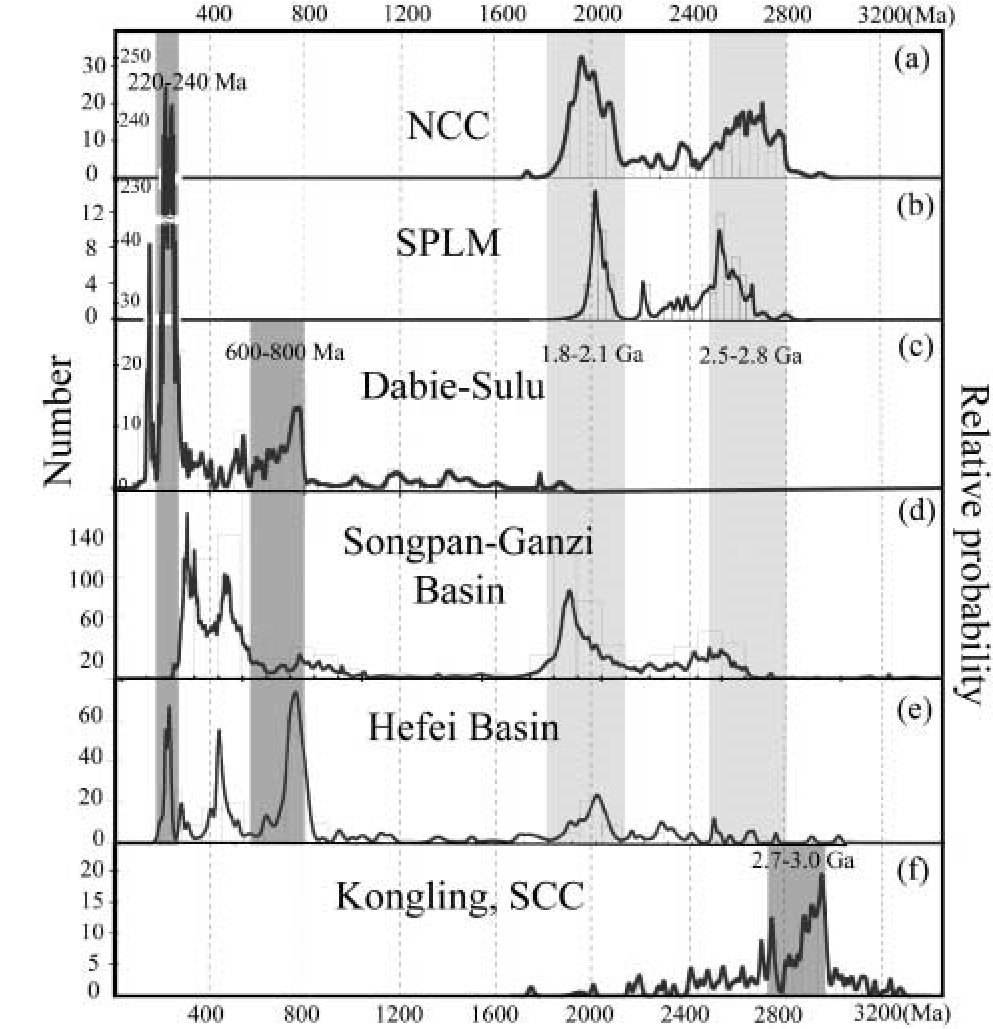 400 800 1200 1600 2000 2400 2800 3200(Ma)
(a)
30
20
10
0
250
240
230
220-240 Ma
NCC
(b)
12
8
4
0
40
30
SPLM
(c)
600-800 Ma
1.8-2.1 Ga
2.5-2.8 Ga
20
10
0
Dabie-Sulu
Number
Relative probability
(d)
140
100
60
20
Songpan-Ganzi
Basin
(e)
60
40
20
0
Hefei Basin
2.7-3.0 Ga
(f)
20
15
10
5
0
Kongling, SCC
400 800 1200 1600 2000 2400 2800 3200(Ma)